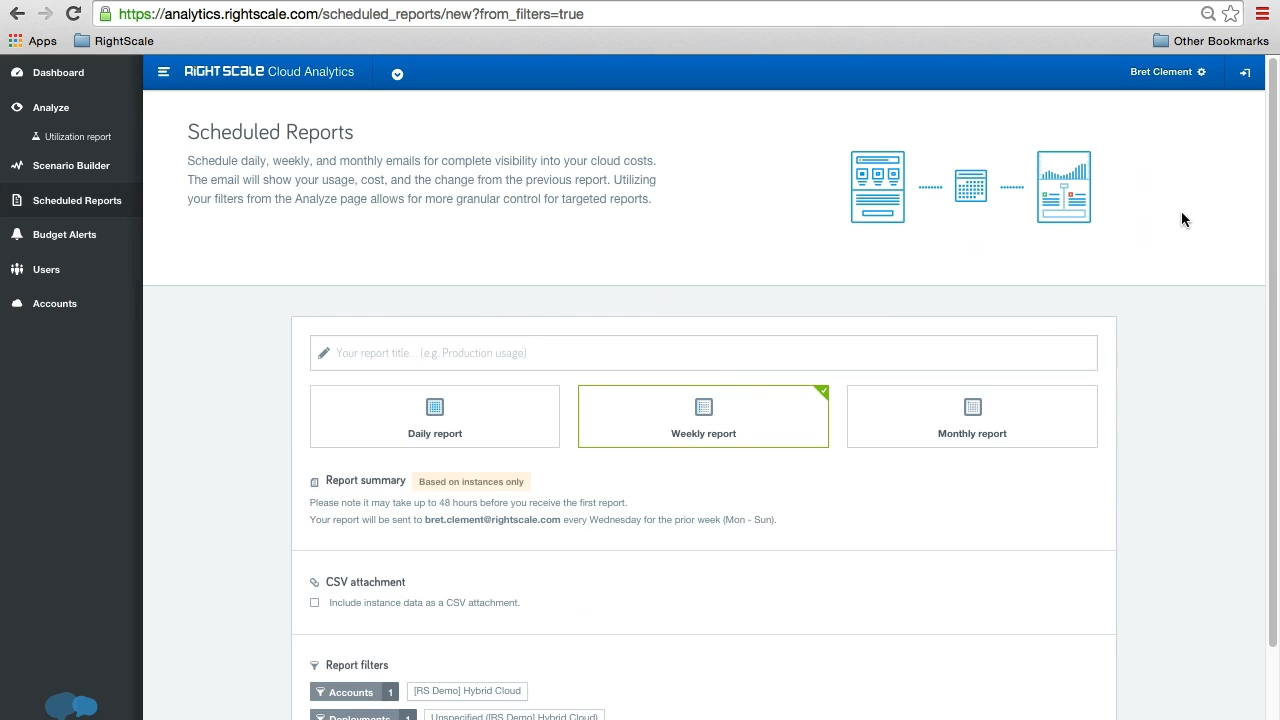 https://analytics.rightscale.com/scheduled_reports/new?from_filters=true
Apps
RightScale
Other Bookmarks
Dashboard
RIGHTSCALE Cloud Analytics
Bret Clement
Analyze
Utilization report
Scenario Builder
Scheduled Reports
Budget Alerts
Users
Accounts
Scheduled Reports
Schedule daily, weekly, and monthly emails for complete visibility into your cloud costs.
The email will show your usage, cost, and the change from the previous report. Utilizing
your filters from the Analyze tab allows for more granular control for targeted reports.
Your report title... (e.g. Production usage)
Daily report
Weekly report
Monthly report
Report summary
Based on instances only
Please note it may take up to 48 hours before you receive the first report.
Your report will be sent to bret.clement@rightscale.com every Wednesday for the prior week (Mon - Sun).
CSV attachment
Include instance data as a CSV attachment.
Report filters
Accounts 1
[RS Demo] Hybrid Cloud
Deployments 1
Unspecified ([RS Demo] Hybrid Cloud)